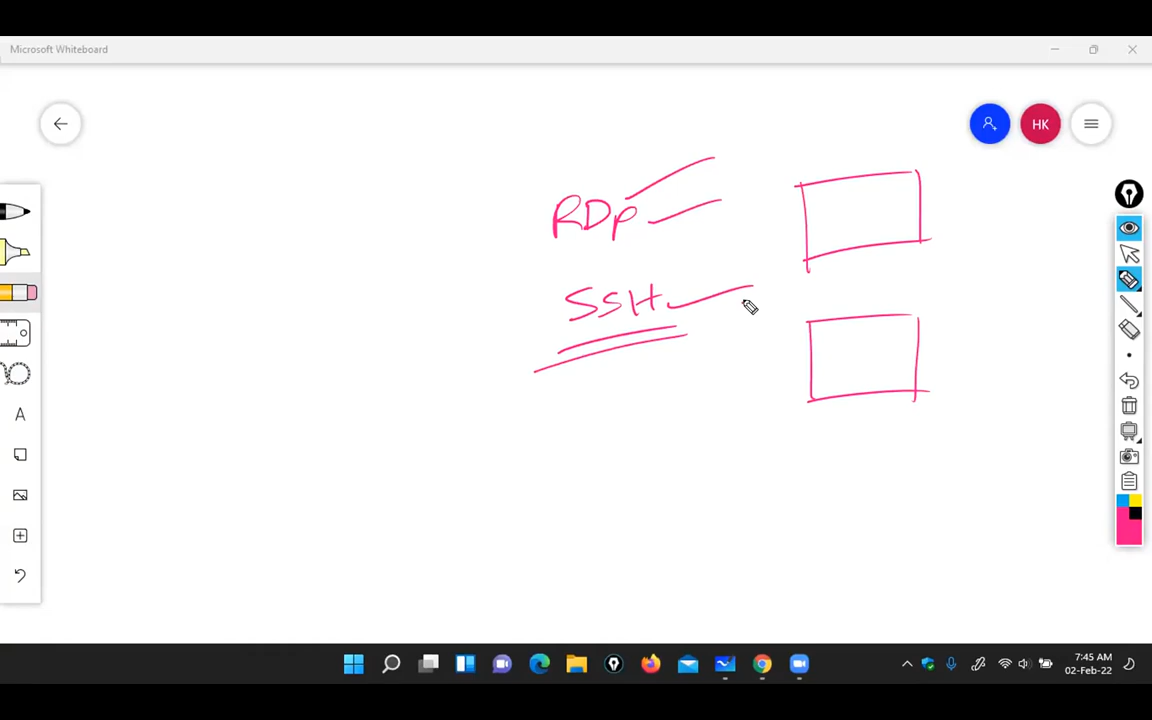 Microsoft Whiteboard
HK
RDP
SSH
A
7:45 AM
02-Feb-22